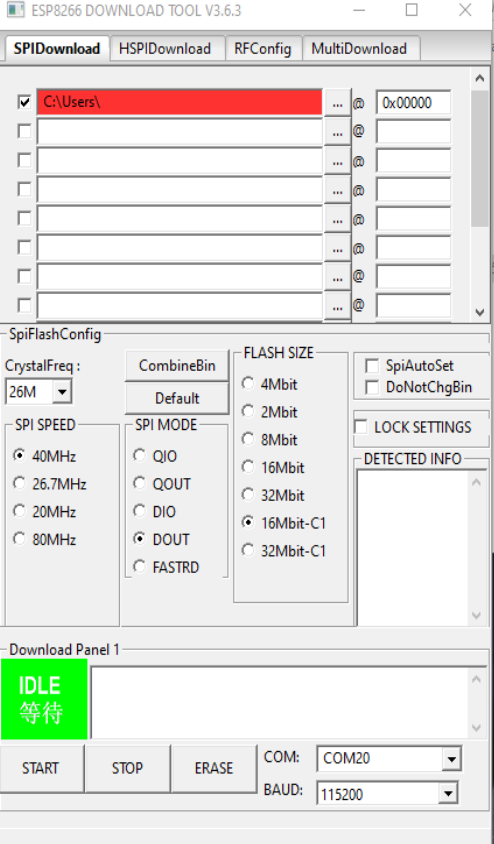 ESP8266 DOWNLOAD TOOL V3.6.3
SPIDownload HSPIDownload RFConfig MultiDownload
C:\Users\ ... @ 0x00000
... @
... @
... @
... @
... @
... @
... @
SpiFlashConfig
CrystalFreq :
26M
CombineBin
Default
SPI SPEED
40MHz
26.7MHz
20MHz
80MHz
SPI MODE
QIO
QOUT
DIO
DOUT
FASTRD
FLASH SIZE
4Mbit
2Mbit
8Mbit
16Mbit
32Mbit
16Mbit-C1
32Mbit-C1
SpiAutoSet
DoNotChgBin
LOCK SETTINGS
DETECTED INFO
Download Panel 1
IDLE
等待
START STOP ERASE
COM: COM20
BAUD: 115200